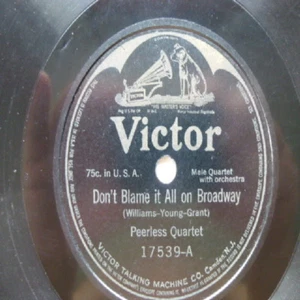 "HIS MASTER'S VOICE"
Victor
75c. in U.S.A.
Male Quartet
with orchestra
Don't Blame it All on Broadway
(Williams-Young-Grant)
Peerless Quartet
17539-A
VICTOR TALKING MACHINE CO. Camden, N.J.